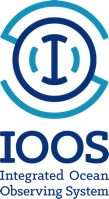 IOOS
Integrated Ocean
Observing System